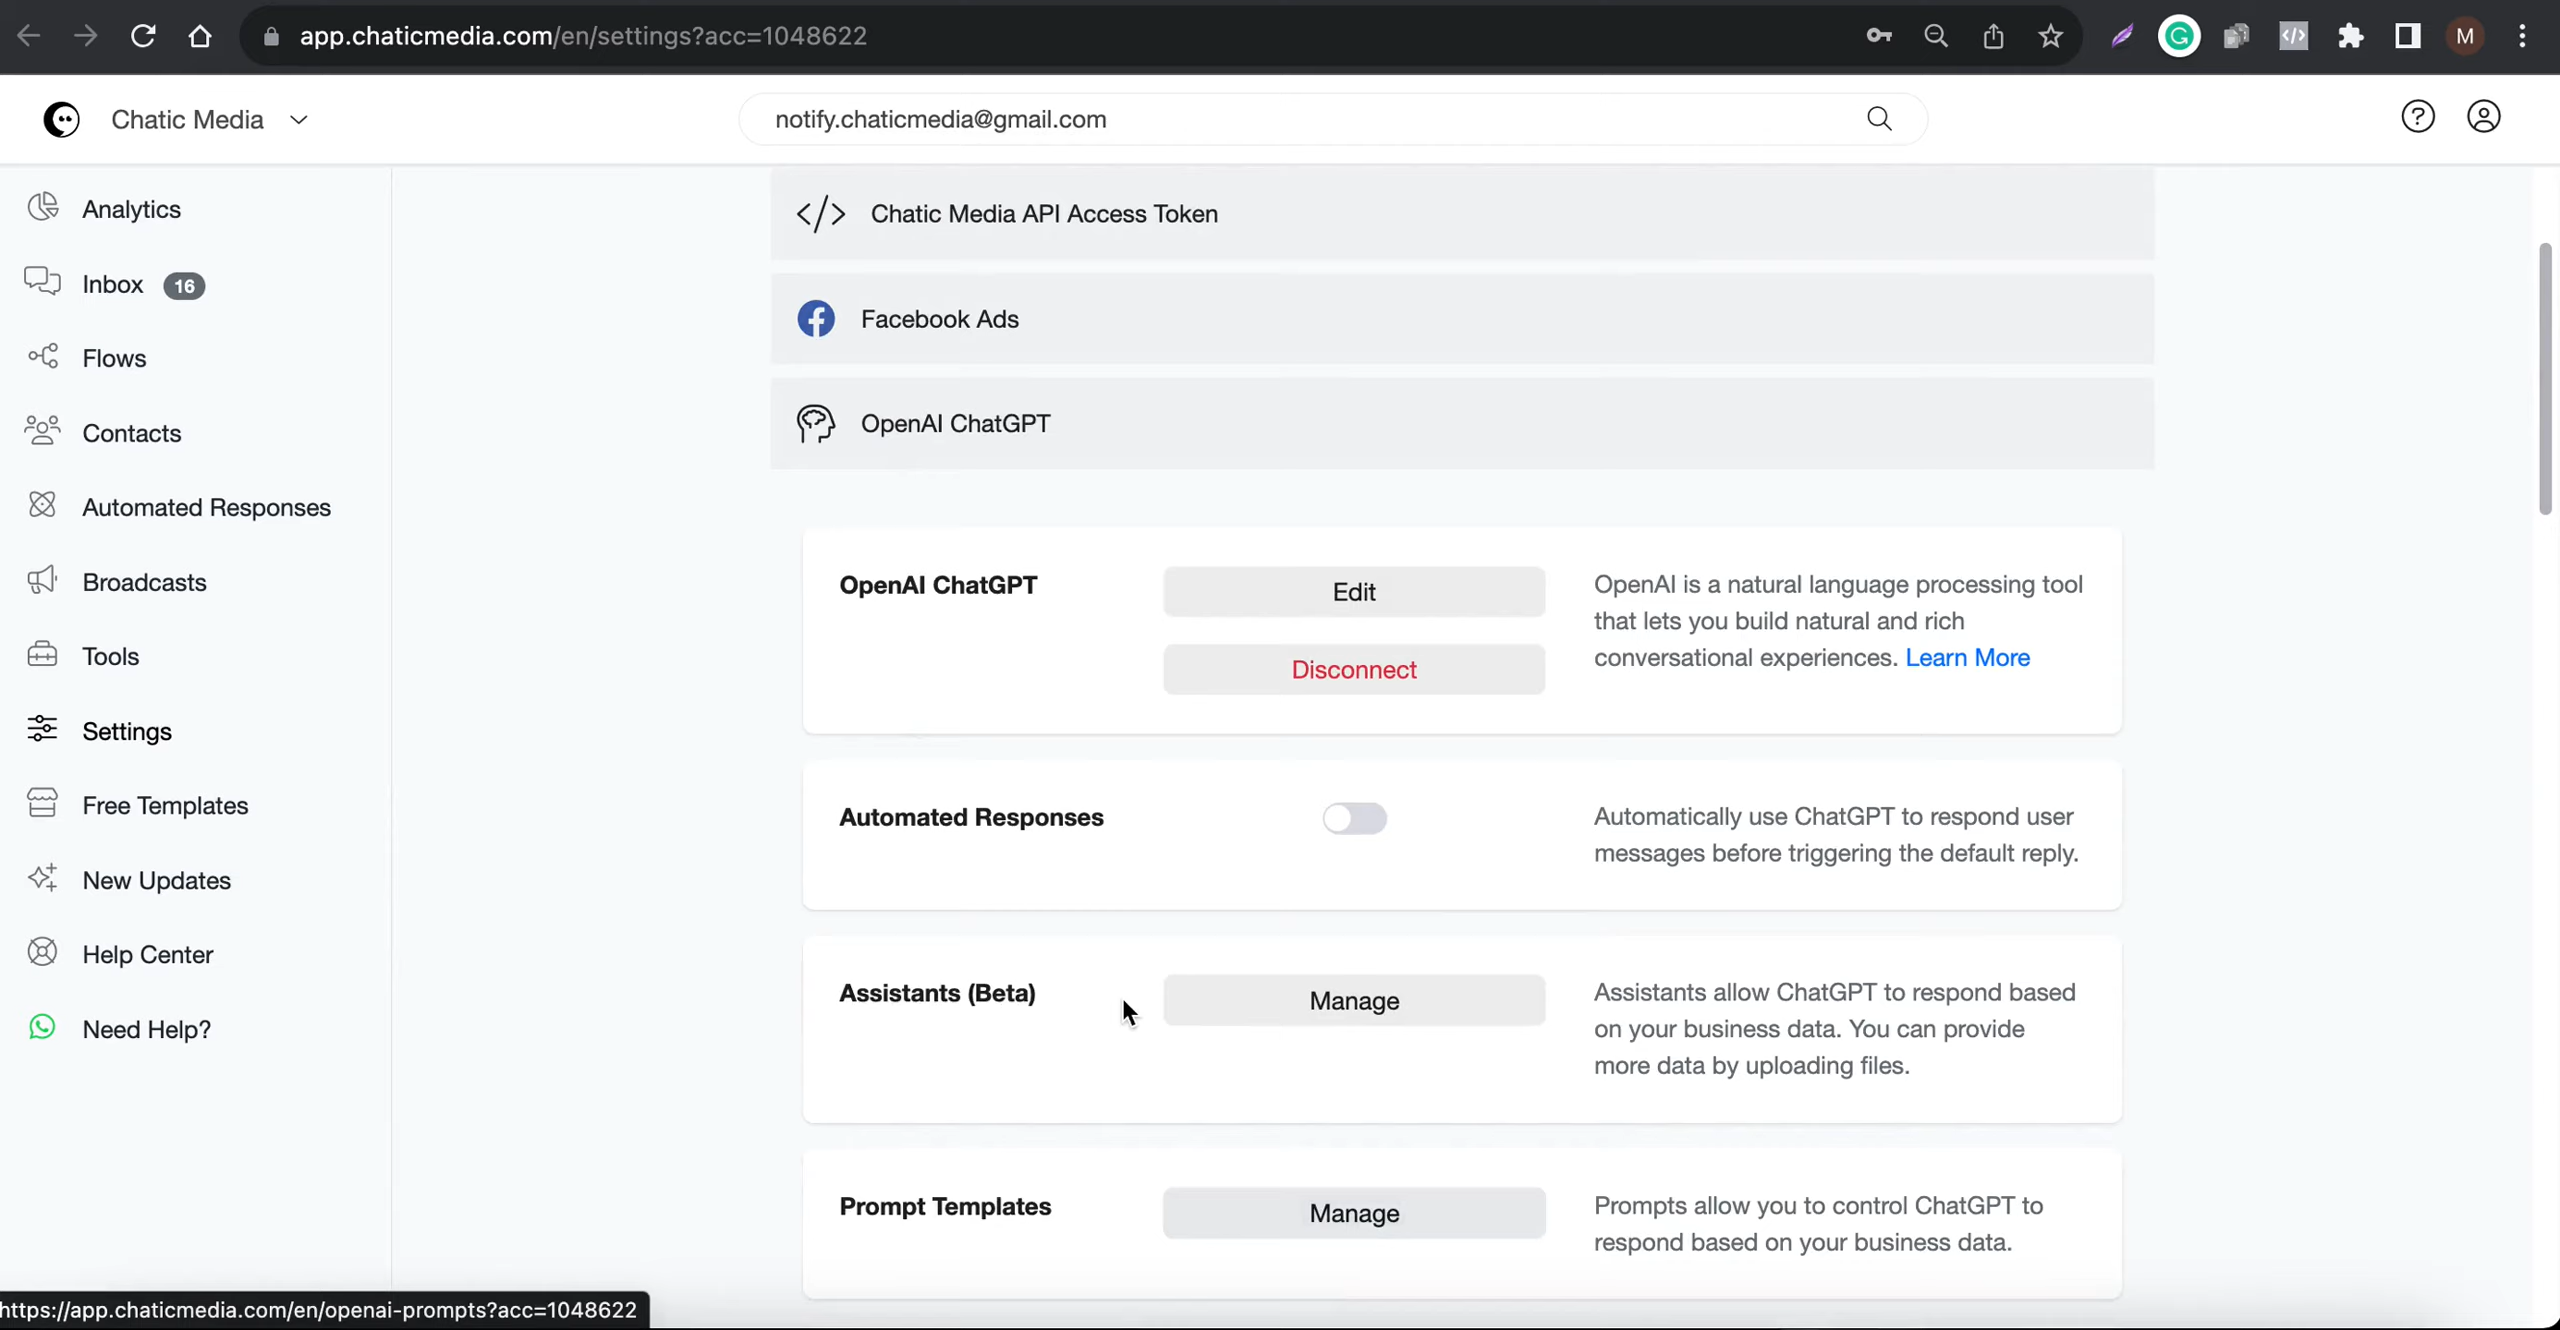 app.chaticmedia.com/en/settings?acc=1048622
M
Chatic Media
notify.chaticmedia@gmail.com
Analytics
Inbox 16
Flows
Contacts
Automated Responses
Broadcasts
Tools
Settings
Free Templates
New Updates
Help Center
Need Help?
Chatic Media API Access Token
Facebook Ads
OpenAI ChatGPT
OpenAI ChatGPT
Edit
Disconnect
OpenAI is a natural language processing tool
that lets you build natural and rich
conversational experiences. Learn More
Automated Responses
Automatically use ChatGPT to respond user
messages before triggering the default reply.
Assistants (Beta)
Manage
Assistants allow ChatGPT to respond based
on your business data. You can provide
more data by uploading files.
Prompt Templates
Manage
Prompts allow you to control ChatGPT to
respond based on your business data.
https://app.chaticmedia.com/en/openai-prompts?acc=1048622